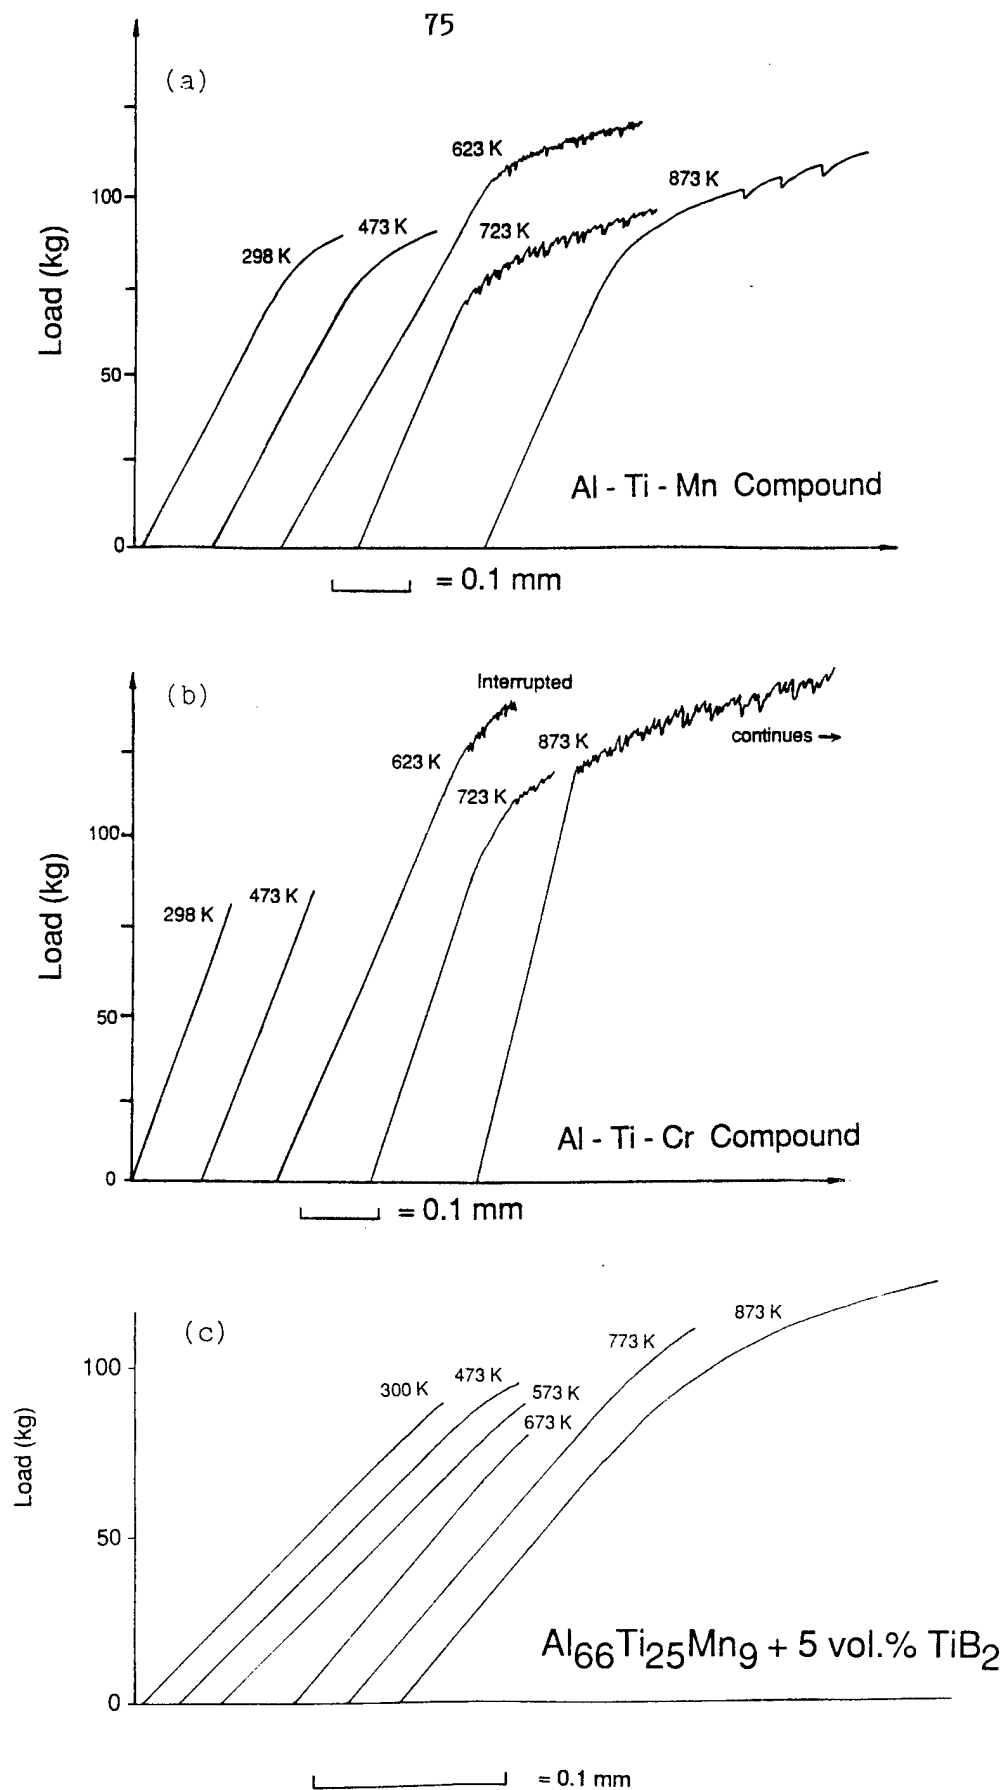 75
(a)
623 K
873 K
100
473 K
723 K
298 K
Load (kg)
50
Al - Ti - Mn Compound
0
= 0.1 mm
(b)
Interrupted
873 K
continues →
623 K
723 K
100
473 K
298 K
Load (kg)
50
Al - Ti - Cr Compound
0
= 0.1 mm
(c)
873 K
773 K
100
473 K
300 K
573 K
673 K
Load (kg)
50
Al66Ti25Mn9 + 5 vol.% TiB2
0
= 0.1 mm